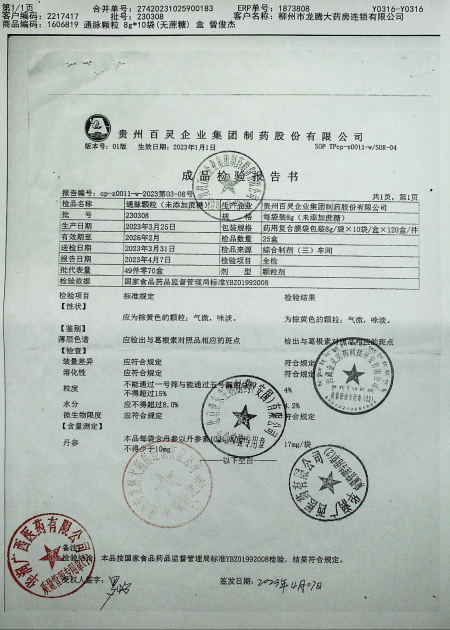 第1/1页 合并单号: 27420231025900183 ERP单号: 1873808 Y0316-Y0316
客户编码: 2217417 批号: 230308 客户名称: 柳州市龙腾大药房连锁有限公司
商品编码: 1606819 通脉颗粒 8g*10袋(无蔗糖) 盒 曾俊杰
贵州百灵企业集团制药股份有限公司
版本号: 01版 生效日期: 2023年1月1日 SOP TPcp-z0011-w/SOR-04
成品检验报告书
报告编号: cp-z0011-w-2023第03-08号 共1页, 第1页
检品名称 通脉颗粒(未添加蔗糖) 生产企业 贵州百灵企业集团制药股份有限公司
批 号 230308 规 格 每袋装8g(未添加蔗糖)
生产日期 2023年3月25日 包装规格 药用复合膜袋包装8g/袋×10袋/盒×120盒/件
有效期至 2026年2月 检品数量 25盒
送检日期 2023年3月31日 检品来源 综合制剂(三)车间
报告日期 2023年4月7日 检验项目 全检
批代表量 49件零70盒 剂 型 颗粒剂
检验依据 国家食品药品监督管理局标准YBZ01992008
检验项目 标准规定 检验结果
【性状】
应为棕黄色的颗粒; 气微, 味淡。 为棕黄色的颗粒; 气微, 味淡。
【鉴别】
薄层色谱 应检出与葛根素对照品相应的斑点 检出与葛根素对照品相应的斑点
【检查】
装量差异 应符合规定 符合规定
溶化性 应符合规定 符合规
粒度 不能通过一号筛与能通过五号筛 4%
不得超过15%
水分 应不得过8.0% 4.2%
微生物限度 应符合规定 符合规定
【含量测定】
丹参 本品每袋含丹参以丹参素 17mg/袋
不得少于10mg
以下空白
备注
检验结论: 本品按国家食品药品监督管理局标准YBZ01992008检验, 结果符合规定。
授权人签字: 签发日期: 2023年4月07日
华润广西医药有限公司